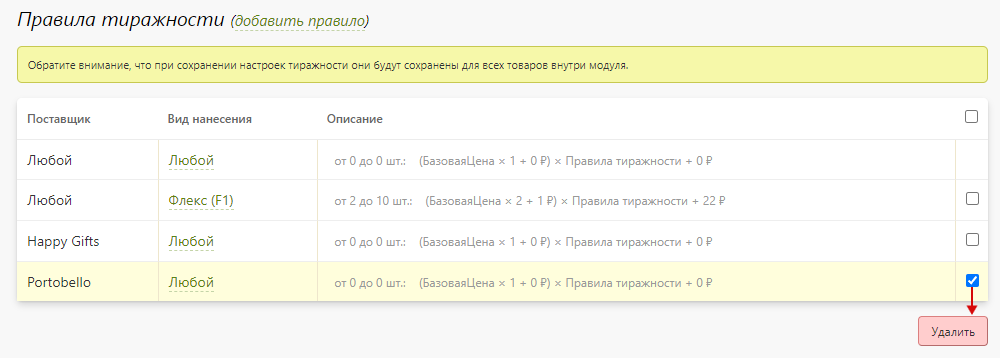 Правила тиражности (добавить правило)
Обратите внимание, что при сохранении настроек тиражности они будут сохранены для всех товаров внутри модуля.
Поставщик Вид нанесения Описание
Любой Любой от 0 до 0 шт.: (БазоваяЦена × 1 + 0 ₽) × Правила тиражности + 0 ₽
Любой Флекс (F1) от 2 до 10 шт.: (БазоваяЦена × 2 + 1 ₽) × Правила тиражности + 22 ₽
Happy Gifts Любой от 0 до 0 шт.: (БазоваяЦена × 1 + 0 ₽) × Правила тиражности + 0 ₽
Portobello Любой от 0 до 0 шт.: (БазоваяЦена × 1 + 0 ₽) × Правила тиражности + 0 ₽
Удалить